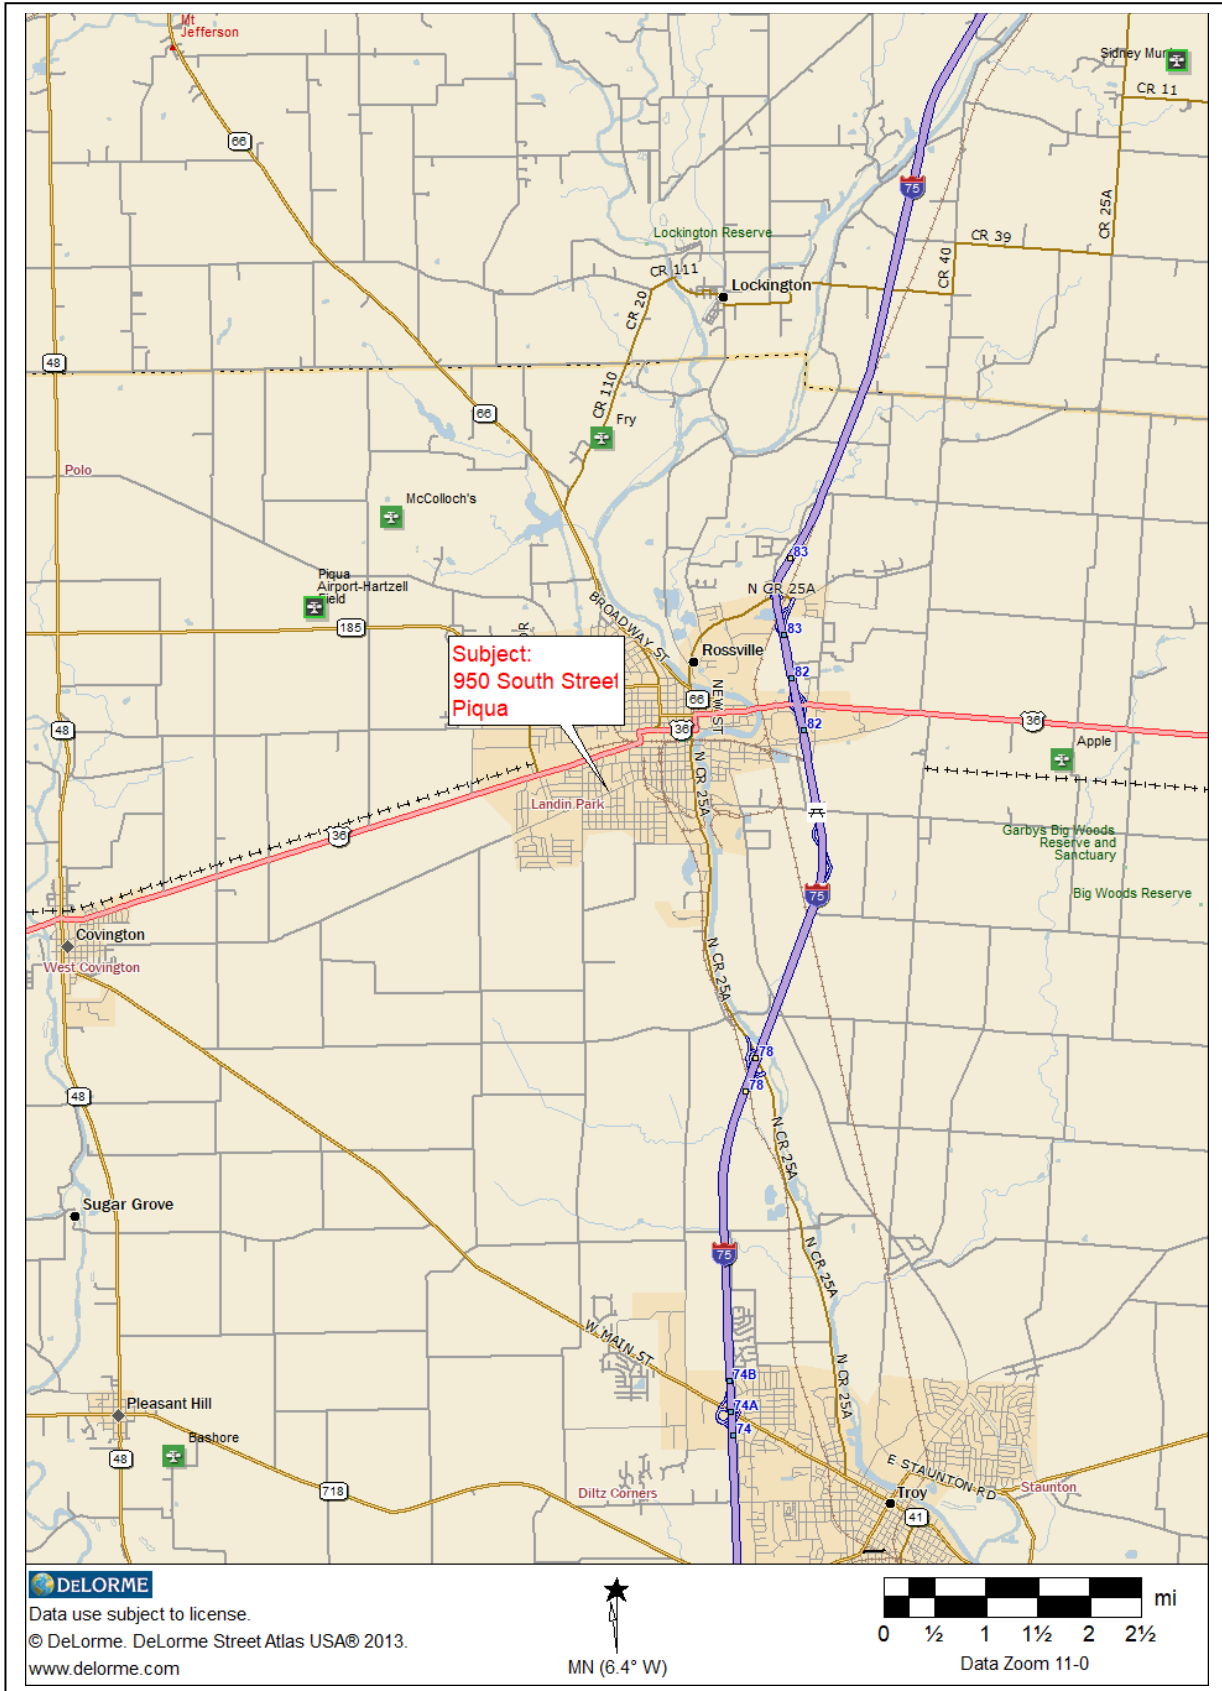 Mt
Jefferson
Sidney Mun
CR 11
66
75
CR 25A
Lockington Reserve
CR 39
CR 40
CR 111
Lockington
CR 20
48
CR 110
66
Fry
Polo
McColloch's
83
Piqua
Airport-Hartzell
Field
N CR 25A
BROADWAY ST
185
83
Rossville
Subject:
950 South Street
Piqua
82
66
NEW ST
48
36
82
36
Apple
N CR 25A
Landin Park
36
Garbys Big Woods
Reserve and
Sanctuary
75
Big Woods Reserve
Covington
West Covington
N CR 25A
78
78
48
N CR 25A
Sugar Grove
75
N CR 25A
W MAIN ST
74B
N CR 25A
Pleasant Hill
74A
74
Bashore
48
E STAUNTON RD
718
Diltz Corners
Staunton
Troy
41
DELORME
Data use subject to license.
© DeLorme. DeLorme Street Atlas USA® 2013.
www.delorme.com
MN (6.4° W)
mi
0 ½ 1 1½ 2 2½
Data Zoom 11-0